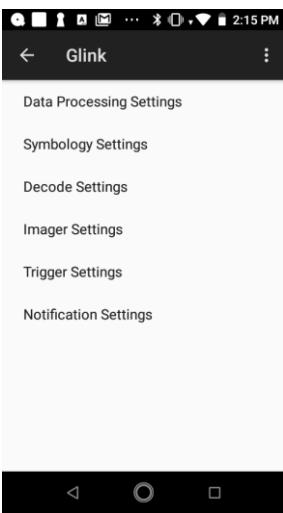 2:15 PM
Glink
Data Processing Settings
Symbology Settings
Decode Settings
Imager Settings
Trigger Settings
Notification Settings